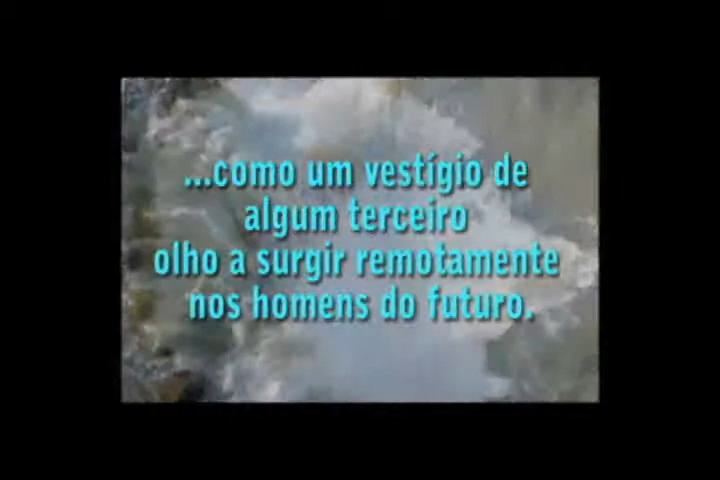 ...como um vestígio de
algum terceiro
olho a surgir remotamente
nos homens do futuro.